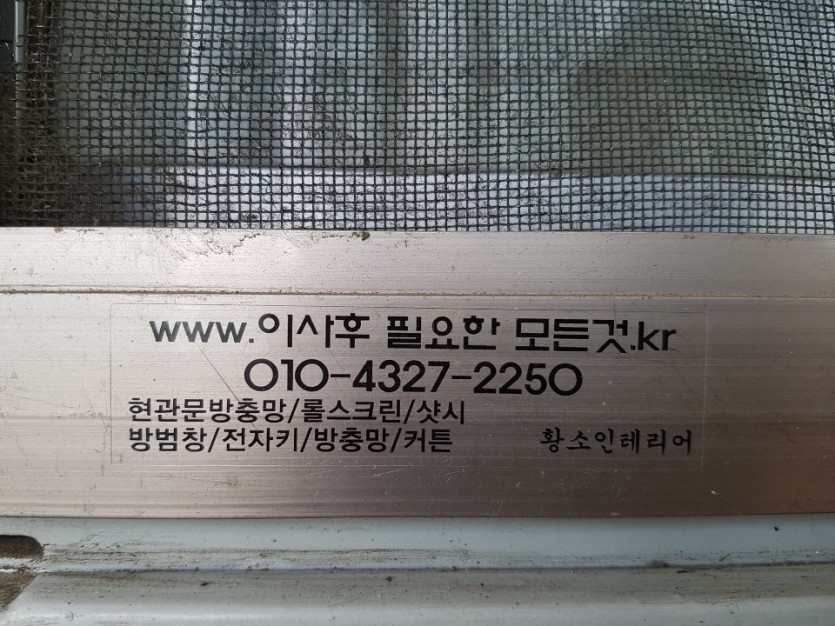 www.이사후 필요한 모든것.kr
010-4327-2250
현관문방충망/롤스크린/샷시
방범창/전자키/방충망/커튼 황소인테리어